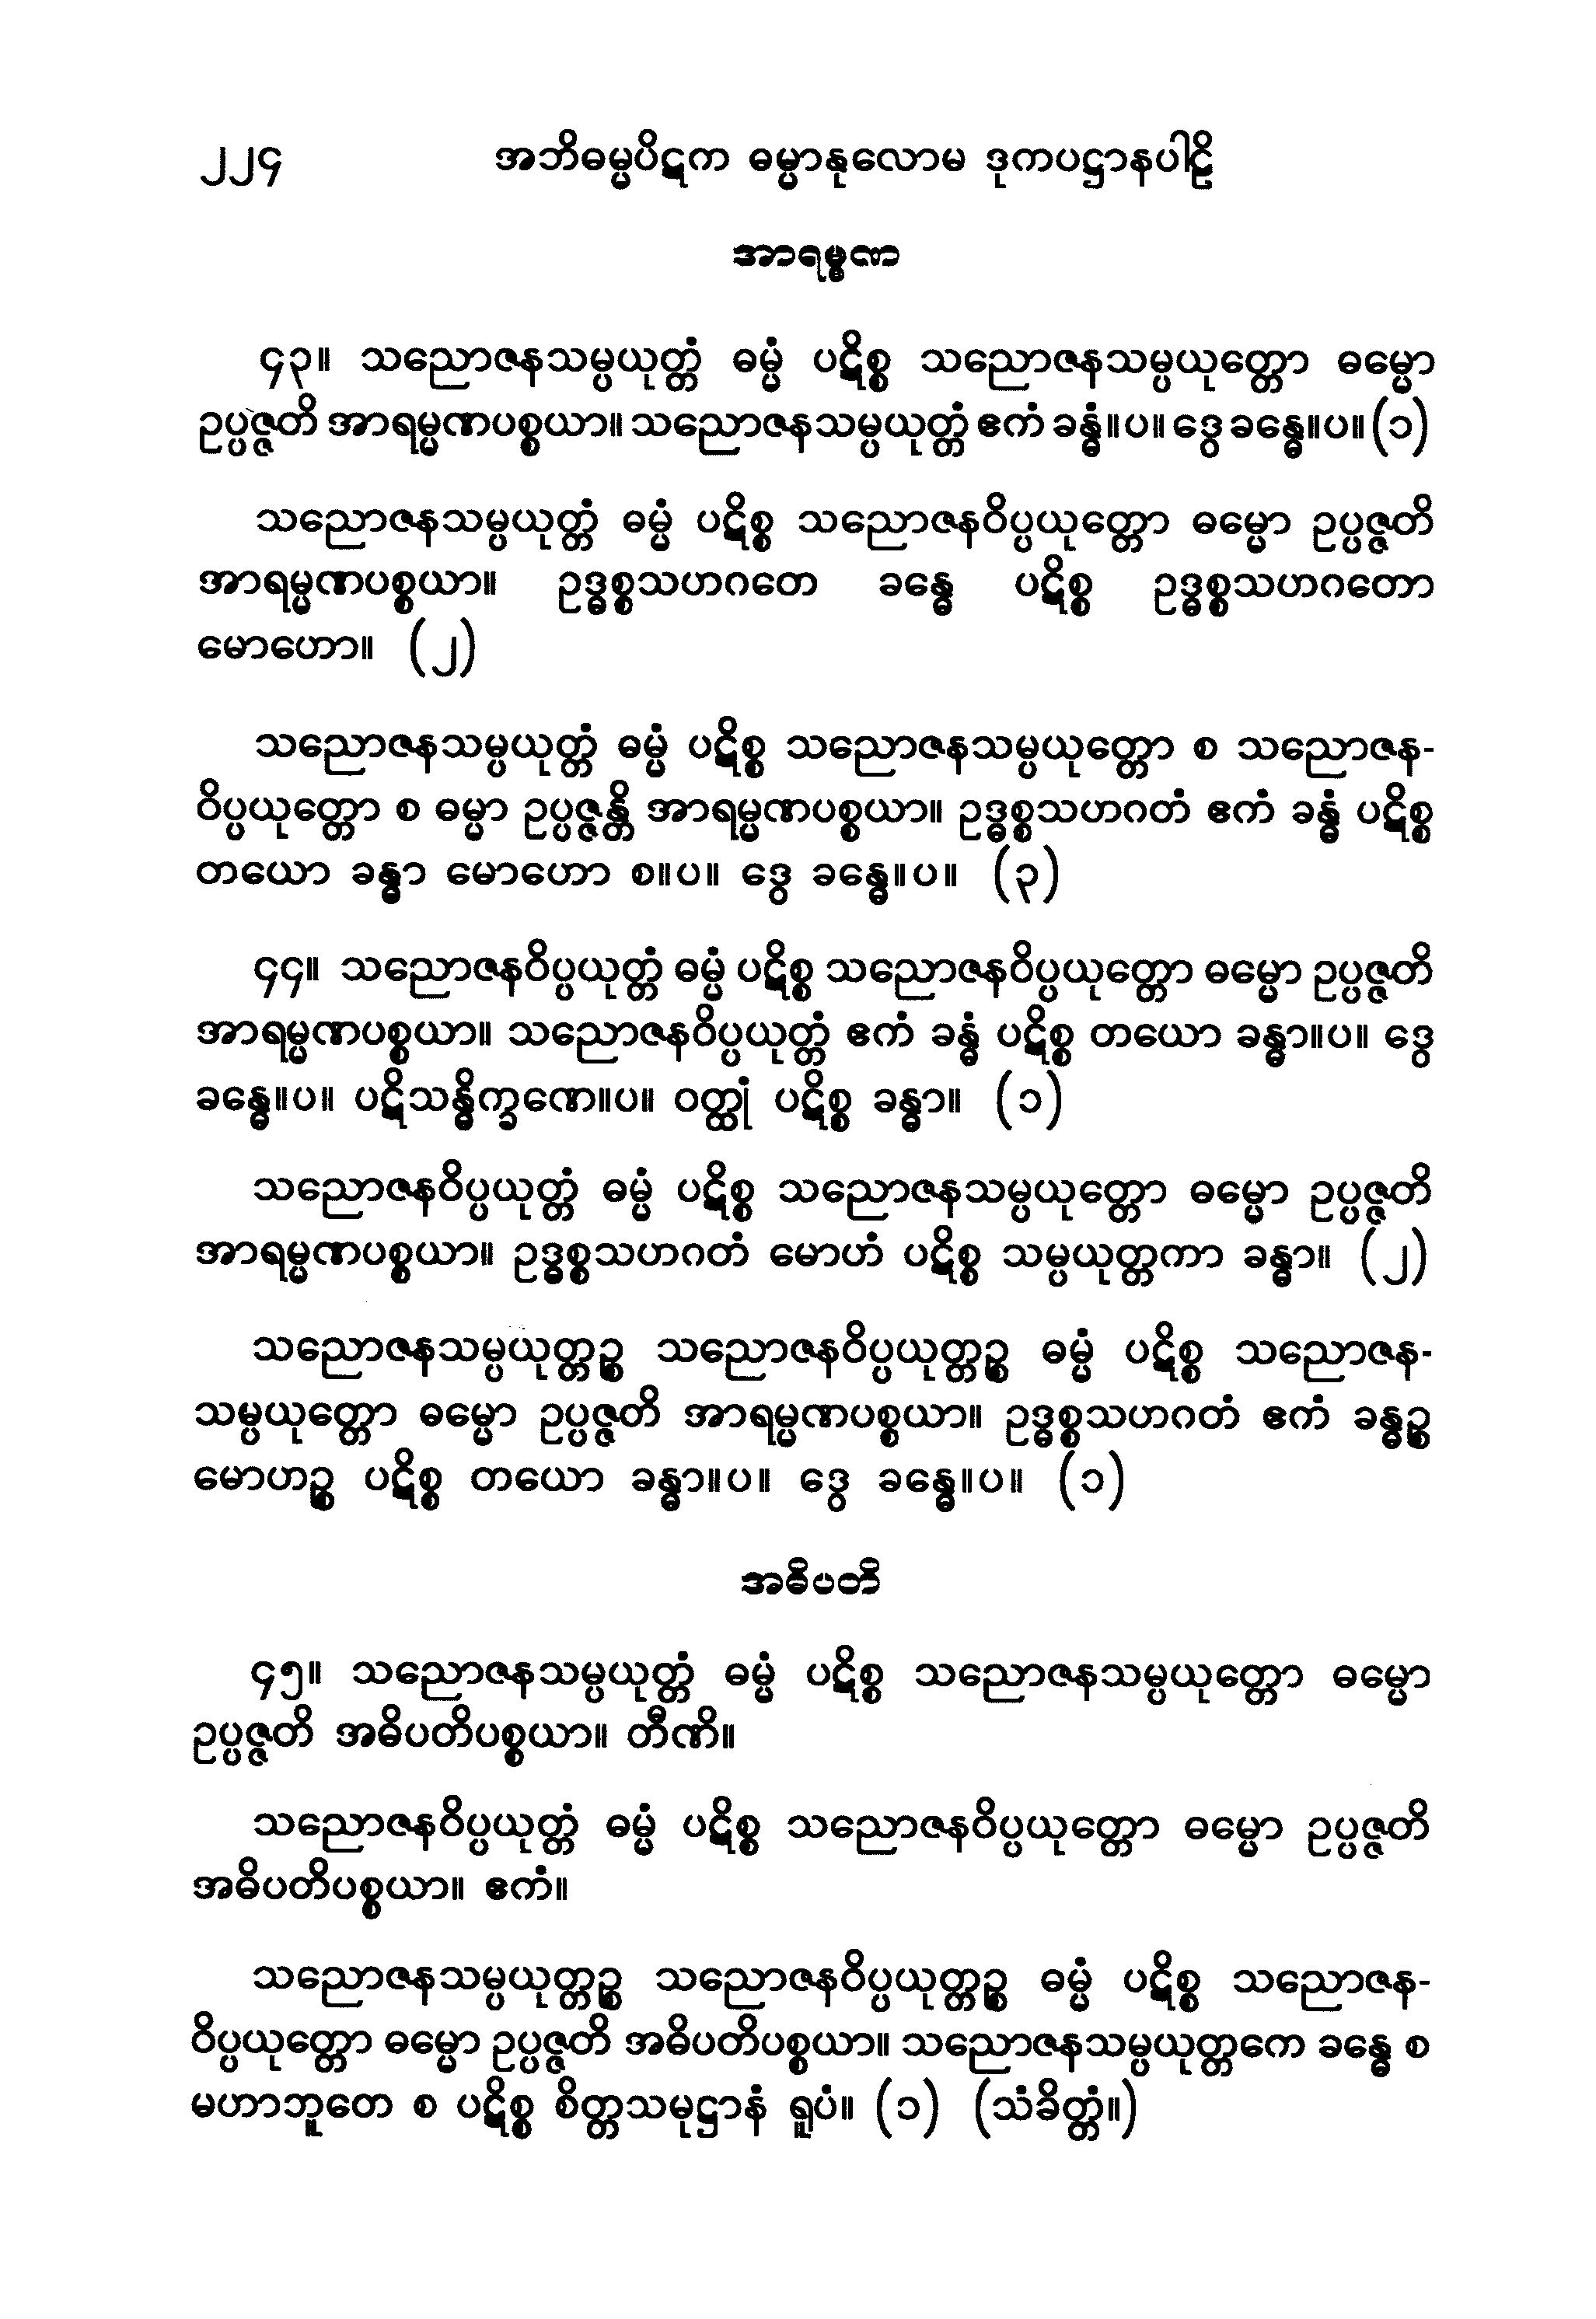 ၂၂၄ အဘိဓမ္မပိဋက ဓမ္မာနုလောမ ဒုကပဋ္ဌာနပါဠိ
အာရမ္မဏ
၄၃။ သညောဇနသမ္ပယုတ္တံ ဓမ္မံ ပဋိစ္စ သညောဇနသမ္ပယုတ္တော ဓမ္မော
ဥပ္ပဇ္ဇတိ အာရမ္မဏပစ္စယာ။ သညောဇနသမ္ပယုတ္တံ ဧကံ ခန္ဓံ။ပ။ ဒွေ ခန္ဓေ။ပ။ (၁)
သညောဇနသမ္ပယုတ္တံ ဓမ္မံ ပဋိစ္စ သညောဇနဝိပ္ပယုတ္တော ဓမ္မော ဥပ္ပဇ္ဇတိ
အာရမ္မဏပစ္စယာ။ ဥဒ္ဓစ္စသဟဂတေ ခန္ဓေ ပဋိစ္စ ဥဒ္ဓစ္စသဟဂတော
မောဟော။ (၂)
သညောဇနသမ္ပယုတ္တံ ဓမ္မံ ပဋိစ္စ သညောဇနသမ္ပယုတ္တော စ သညောဇန-
ဝိပ္ပယုတ္တော စ ဓမ္မာ ဥပ္ပဇ္ဇန္တိ အာရမ္မဏပစ္စယာ။ ဥဒ္ဓစ္စသဟဂတံ ဧကံ ခန္ဓံ ပဋိစ္စ
တယော ခန္ဓာ မောဟော စ။ပ။ ဒွေ ခန္ဓေ။ပ။ (၃)
၄၄။ သညောဇနဝိပ္ပယုတ္တံ ဓမ္မံ ပဋိစ္စ သညောဇနဝိပ္ပယုတ္တော ဓမ္မော ဥပ္ပဇ္ဇတိ
အာရမ္မဏပစ္စယာ။ သညောဇနဝိပ္ပယုတ္တံ ဧကံ ခန္ဓံ ပဋိစ္စ တယော ခန္ဓာ။ပ။ ဒွေ
ခန္ဓေ။ပ။ ပဋိသန္ဓိက္ခဏေ။ပ။ ဝတ္ထုံ ပဋိစ္စ ခန္ဓာ။ (၁)
သညောဇနဝိပ္ပယုတ္တံ ဓမ္မံ ပဋိစ္စ သညောဇနသမ္ပယုတ္တော ဓမ္မော ဥပ္ပဇ္ဇတိ
အာရမ္မဏပစ္စယာ။ ဥဒ္ဓစ္စသဟဂတံ မောဟံ ပဋိစ္စ သမ္ပယုတ္တကာ ခန္ဓာ။ (၂)
သညောဇနသမ္ပယုတ္တဉ္စ သညောဇနဝိပ္ပယုတ္တဉ္စ ဓမ္မံ ပဋိစ္စ သညောဇန-
သမ္ပယုတ္တော ဓမ္မော ဥပ္ပဇ္ဇတိ အာရမ္မဏပစ္စယာ။ ဥဒ္ဓစ္စသဟဂတံ ဧကံ ခန္ဓဉ္စ
မောဟဉ္စ ပဋိစ္စ တယော ခန္ဓာ။ပ။ ဒွေ ခန္ဓေ။ပ။ (၁)
အဓိပတိ
၄၅။ သညောဇနသမ္ပယုတ္တံ ဓမ္မံ ပဋိစ္စ သညောဇနသမ္ပယုတ္တော ဓမ္မော
ဥပ္ပဇ္ဇတိ အဓိပတိပစ္စယာ။ တီဏိ။
သညောဇနဝိပ္ပယုတ္တံ ဓမ္မံ ပဋိစ္စ သညောဇနဝိပ္ပယုတ္တော ဓမ္မော ဥပ္ပဇ္ဇတိ
အဓိပတိပစ္စယာ။ ဧကံ။
သညောဇနသမ္ပယုတ္တဉ္စ သညောဇနဝိပ္ပယုတ္တဉ္စ ဓမ္မံ ပဋိစ္စ သညောဇန-
ဝိပ္ပယုတ္တော ဓမ္မော ဥပ္ပဇ္ဇတိ အဓိပတိပစ္စယာ။ သညောဇနသမ္ပယုတ္တကေ ခန္ဓေ စ
မဟာဘူတေ စ ပဋိစ္စ စိတ္တသမုဋ္ဌာနံ ရူပံ။ (၁) (သံခိတ္တံ။)